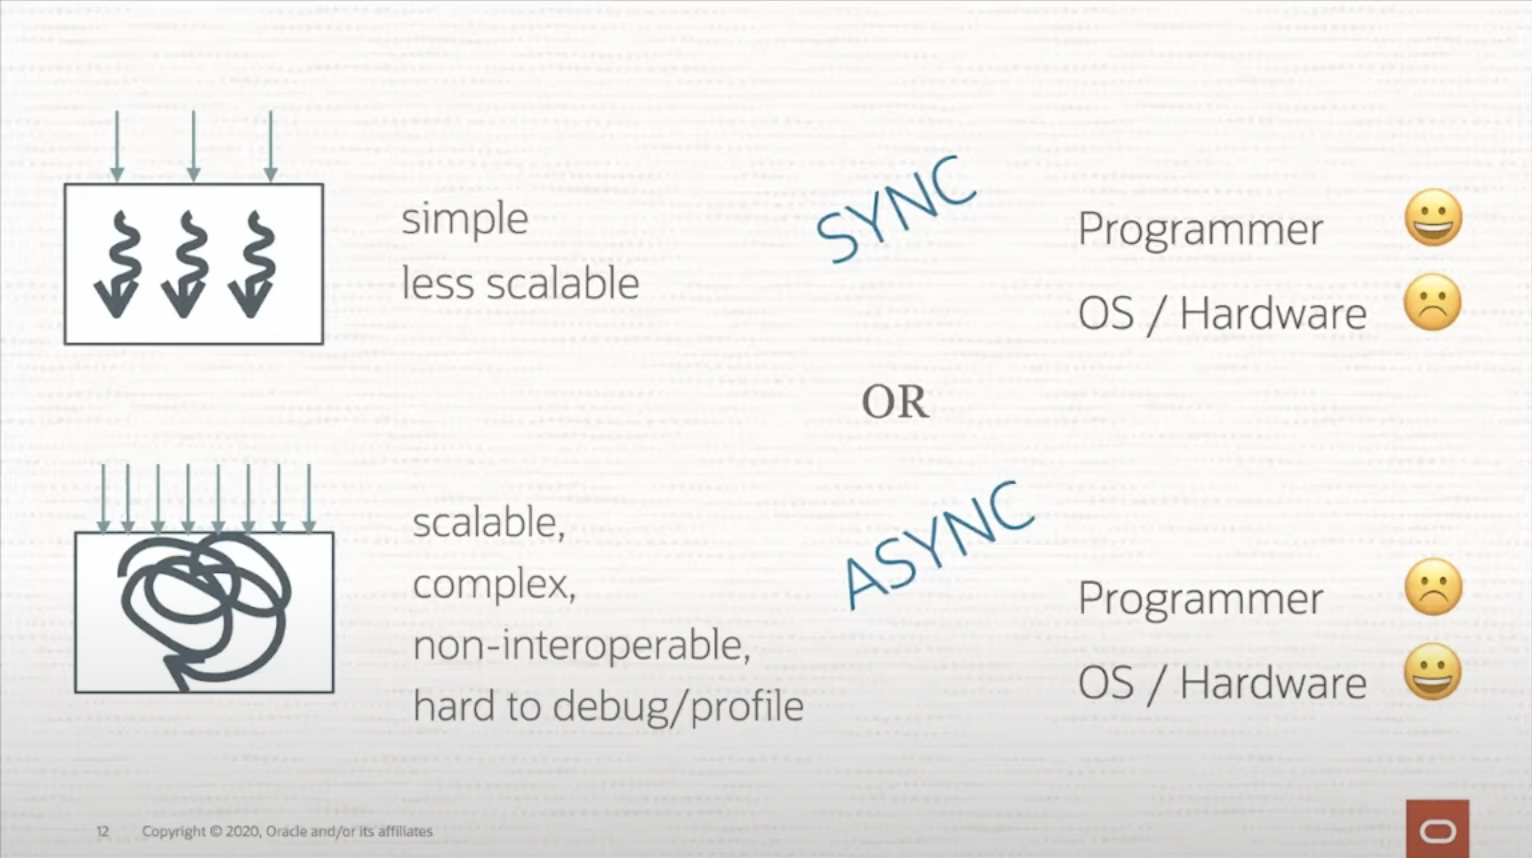 simple
less scalable
SYNC
Programmer
OS / Hardware
OR
scalable,
complex,
non-interoperable,
hard to debug/profile
ASYNC
Programmer
OS / Hardware
12 Copyright © 2020, Oracle and/or its affiliates